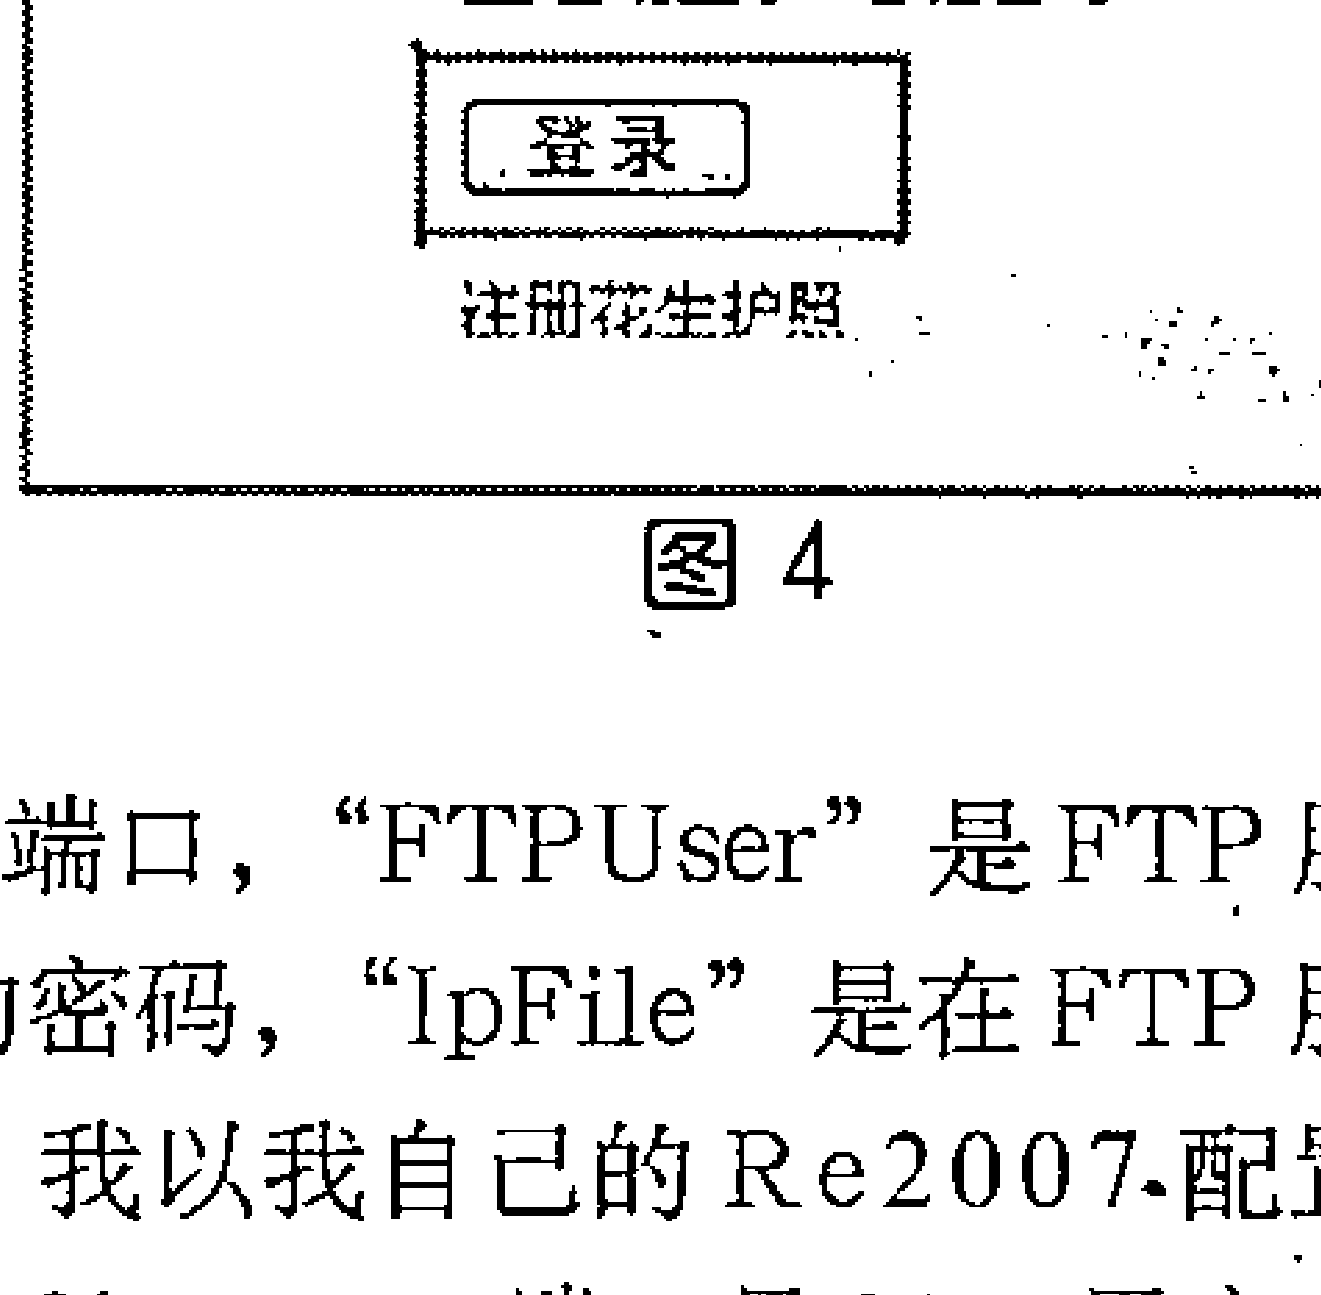 登录
注册花生护照
图 4
端口，“FTPUser”是FTP
密码，“IpFile”是在FTP
我以我自己的Re2007配